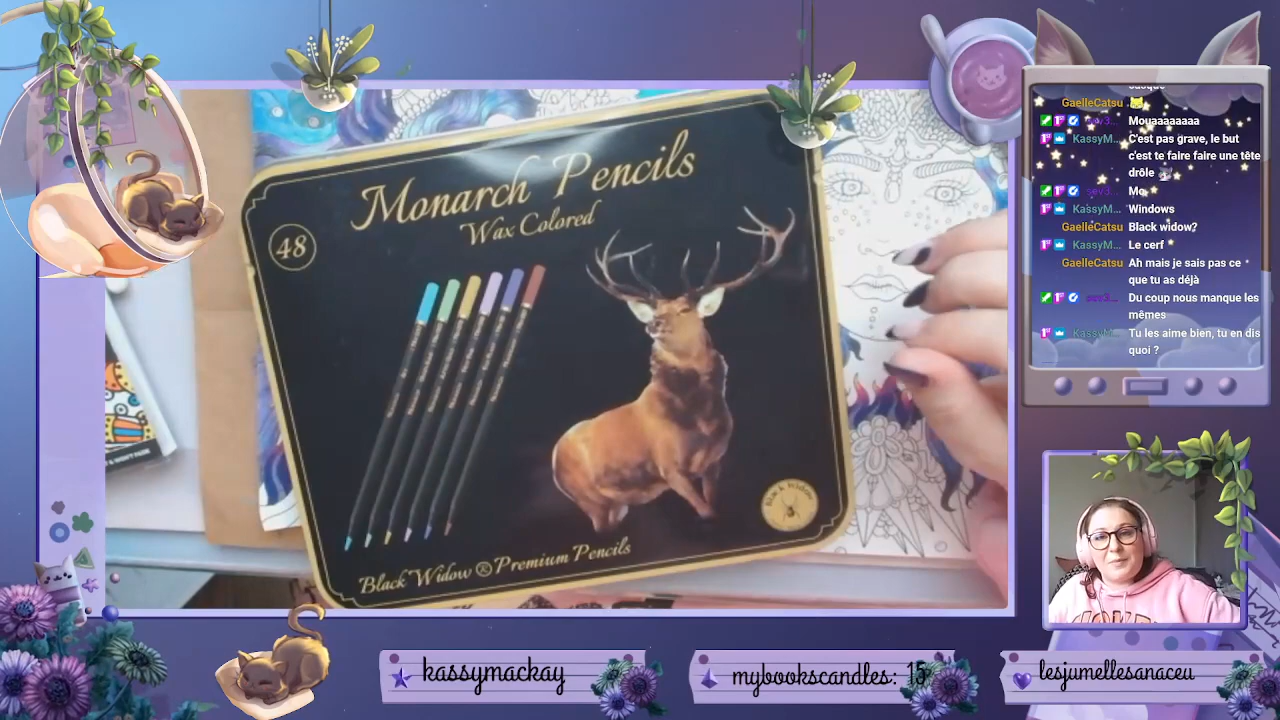 Monarch Pencils
Wax Colored
48
Black Widow
Black Widow ® Premium Pencils
GaelleCatsu
Mouaaaaaaaa
KassyM... C'est pas grave, le but
c'est te faire faire une tête
drôle
Mo
KassyM... Windows
GaelleCatsu Black widow?
KassyM... Le cerf
GaelleCatsu Ah mais je sais pas ce
que tu as déjà
Du coup nous manque les
mêmes
KassyM... Tu les aime bien, tu en dis
quoi ?
kassymackay
mybookscandles: 15
lesjumellesanaceu